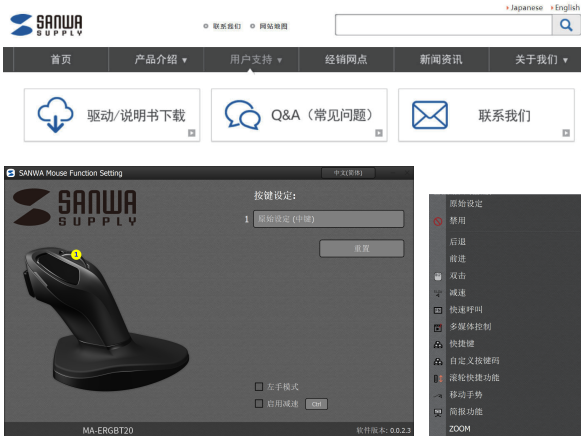 Japanese English
SANWA
SUPPLY
联系我们 网站地图
首页 产品介绍 ▼ 用户支持 ▼ 经销网点 新闻资讯 关于我们 ▼
驱动/说明书下载 Q&A（常见问题） 联系我们
SANWA Mouse Function Setting 中文(简体)
SANWA
SUPPLY
按键设定:
1 原始设定 (中键)
重置
1
左手模式
启用减速 Ctrl
MA-ERGBT20 软件版本: 0.0.2.3
原始设定
禁用
后退
前进
双击
减速
快速呼叫
多媒体控制
快捷键
自定义按键码
滚轮快捷功能
移动手势
简报功能
ZOOM